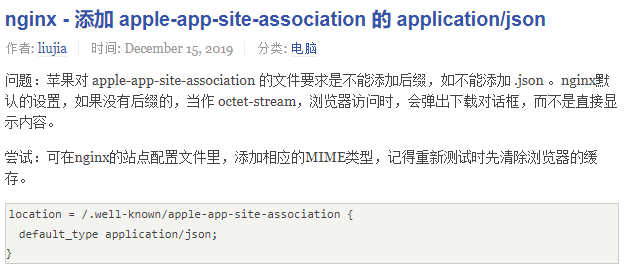 nginx - 添加 apple-app-site-association 的 application/json
作者: liujia 时间: December 15, 2019 分类: 电脑
问题：苹果对 apple-app-site-association 的文件要求是不能添加后缀，如不能添加 .json 。nginx默
认的设置，如果没有后缀的，当作 octet-stream，浏览器访问时，会弹出下载对话框，而不是直接显
示内容。
尝试：可在nginx的站点配置文件里，添加相应的MIME类型，记得重新测试时先清除浏览器的缓
存。
location = /.well-known/apple-app-site-association {
default_type application/json;
}